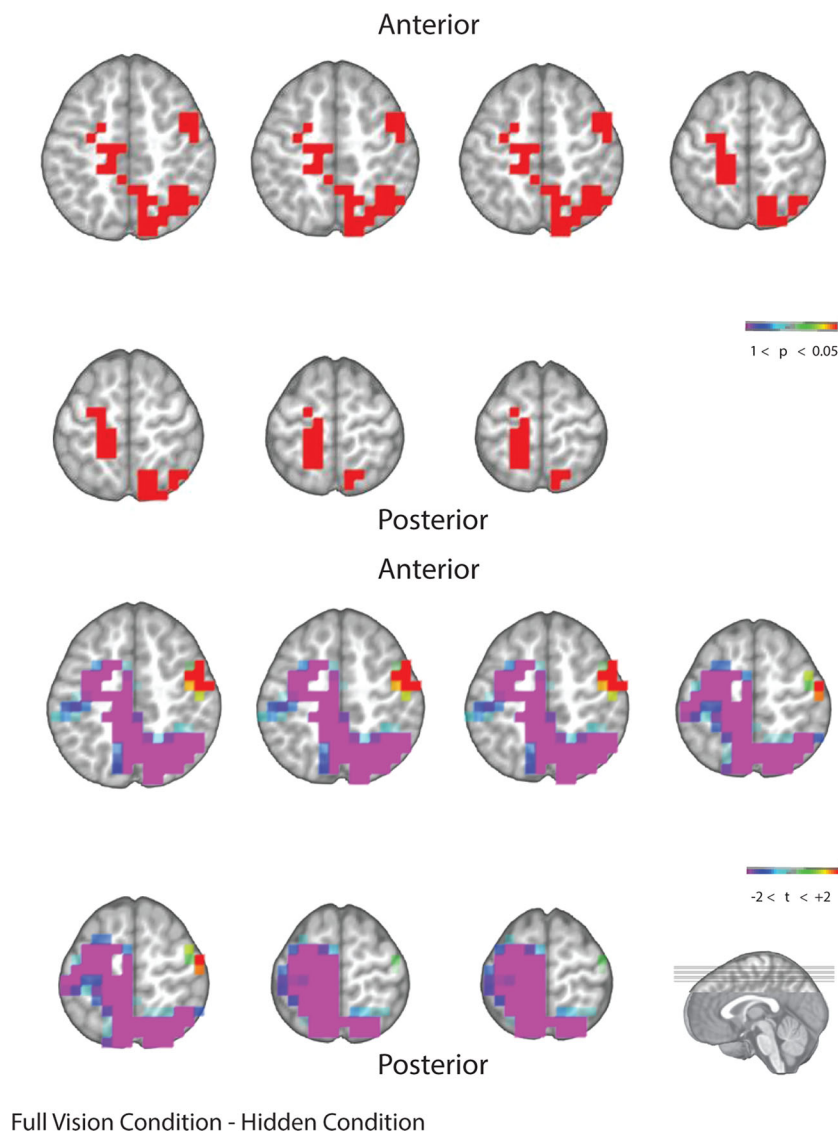 Anterior
1 < p < 0.05
Posterior
Anterior
-2 < t < +2
Posterior
Full Vision Condition - Hidden Condition